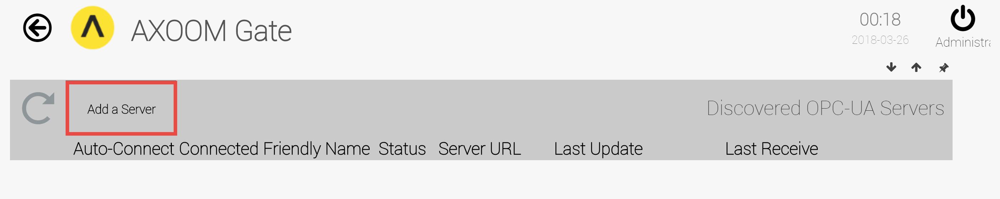 AXOOM Gate
00:18
2018-03-26
Administra
Add a Server
Discovered OPC-UA Servers
Auto-Connect Connected Friendly Name Status Server URL Last Update Last Receive